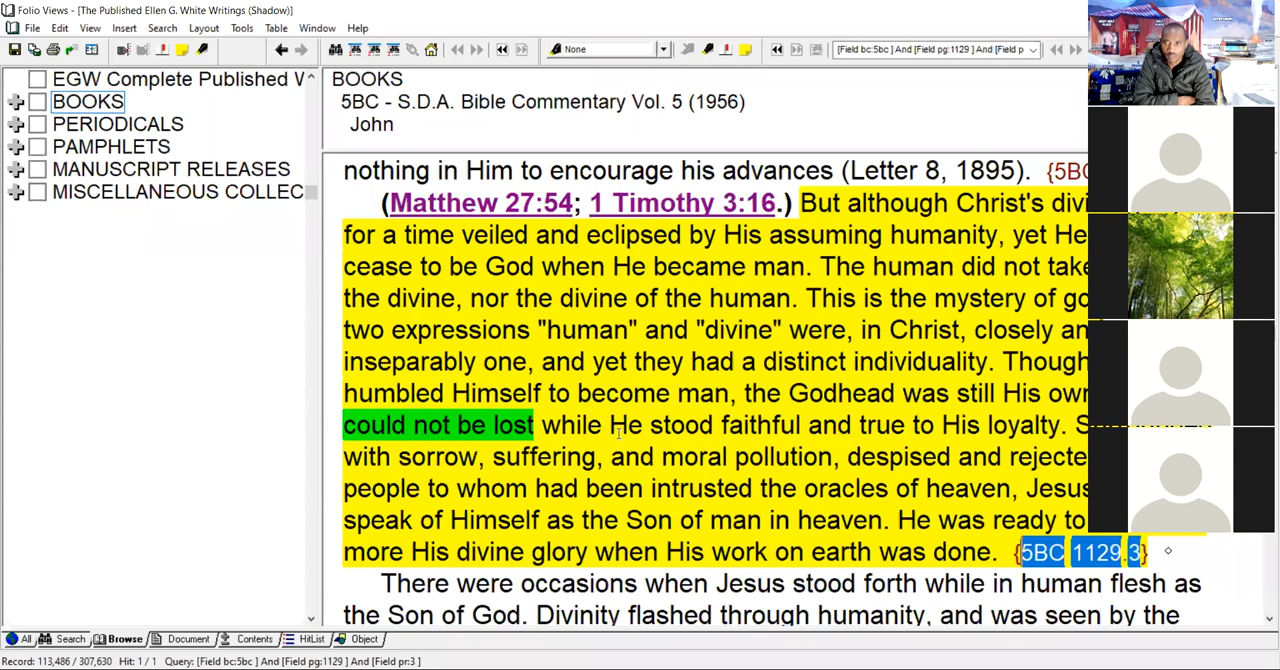 Folio Views - [The Published Ellen G. White Writings (Shadow)]
File Edit View Insert Search Layout Tools Table Window Help
None
[Field bc:5bc ] And [Field pg:1129 ] And [Field p
EGW Complete Published W
BOOKS
PERIODICALS
PAMPHLETS
MANUSCRIPT RELEASES
MISCELLANEOUS COLLEC
BOOKS
5BC - S.D.A. Bible Commentary Vol. 5 (1956)
John
nothing in Him to encourage his advances (Letter 8, 1895). {5BC
(Matthew 27:54; 1 Timothy 3:16.) But although Christ's divi
for a time veiled and eclipsed by His assuming humanity, yet He
cease to be God when He became man. The human did not take
the divine, nor the divine of the human. This is the mystery of go
two expressions "human" and "divine" were, in Christ, closely an
inseparably one, and yet they had a distinct individuality. Though
humbled Himself to become man, the Godhead was still His own
could not be lost while He stood faithful and true to His loyalty. S
with sorrow, suffering, and moral pollution, despised and rejecte
people to whom had been intrusted the oracles of heaven, Jesus
speak of Himself as the Son of man in heaven. He was ready to
more His divine glory when His work on earth was done. {5BC 1129.3}
There were occasions when Jesus stood forth while in human flesh as
the Son of God. Divinity flashed through humanity, and was seen by the
All Search Browse Document Contents HitList Object
Record: 113,486 / 307,630 Hit: 1 / 1 Query: [Field bc:5bc ] And [Field pg:1129 ] And [Field pr:3 ]